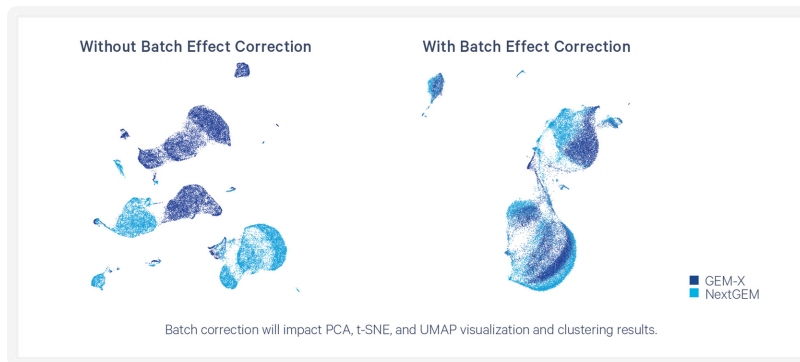 Without Batch Effect Correction
With Batch Effect Correction
GEM-X
NextGEM
Batch correction will impact PCA, t-SNE, and UMAP visualization and clustering results.